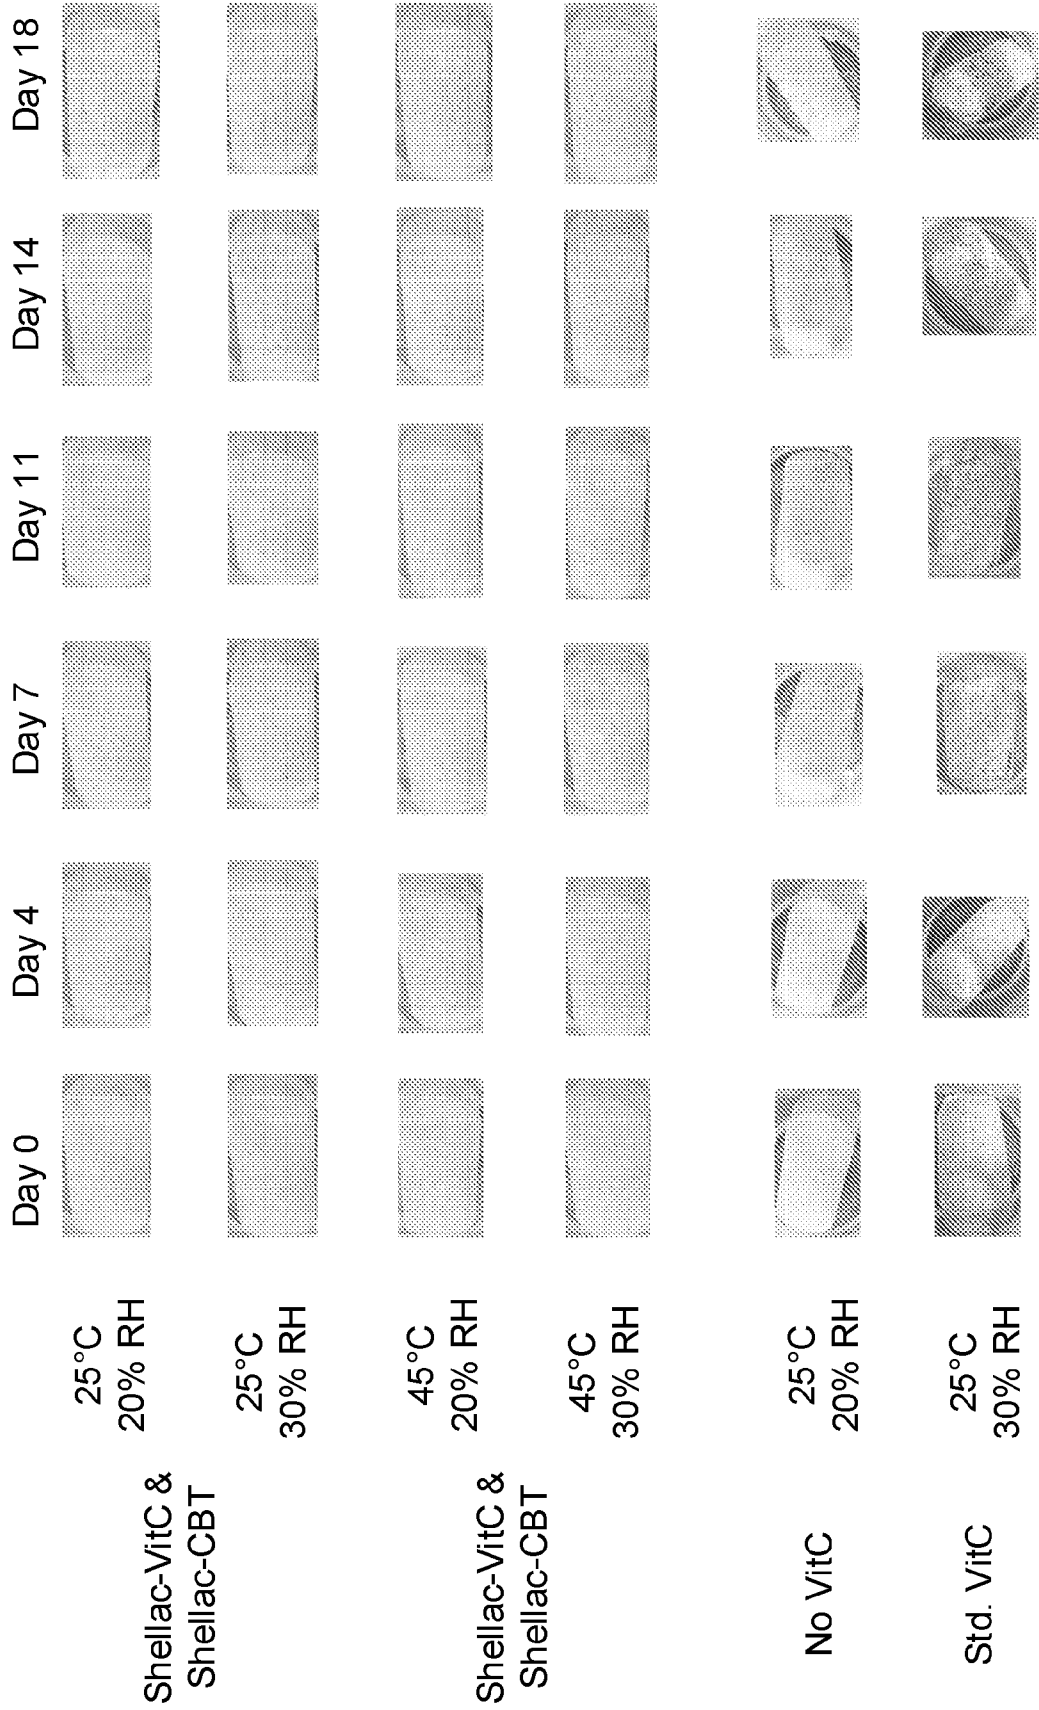 Day 0
Day 4
Day 7
Day 11
Day 14
Day 18
Shellac-VitC &
Shellac-CBT
25°C
20% RH
25°C
30% RH
Shellac-VitC &
Shellac-CBT
45°C
20% RH
45°C
30% RH
No VitC
25°C
20% RH
Std. VitC
25°C
30% RH